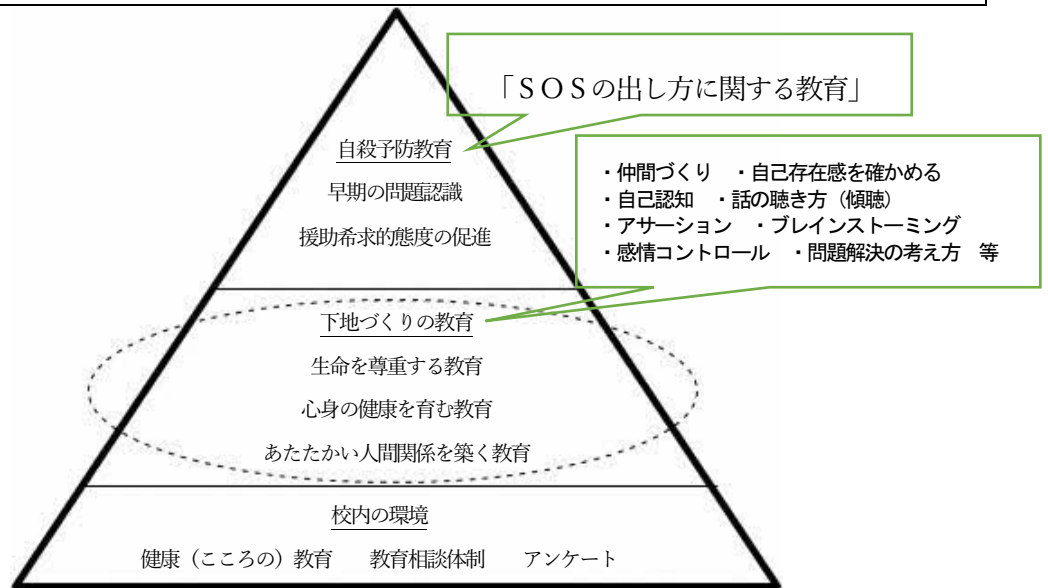 「ＳＯＳの出し方に関する教育」
自殺予防教育
早期の問題認識
援助希求的態度の促進
・仲間づくり　・自己存在感を確かめる
・自己認知　・話の聴き方（傾聴）
・アサーション　・ブレインストーミング
・感情コントロール　・問題解決の考え方　等
下地づくりの教育
生命を尊重する教育
心身の健康を育む教育
あたたかい人間関係を築く教育
校内の環境
健康（こころの）教育　　教育相談体制　　アンケート